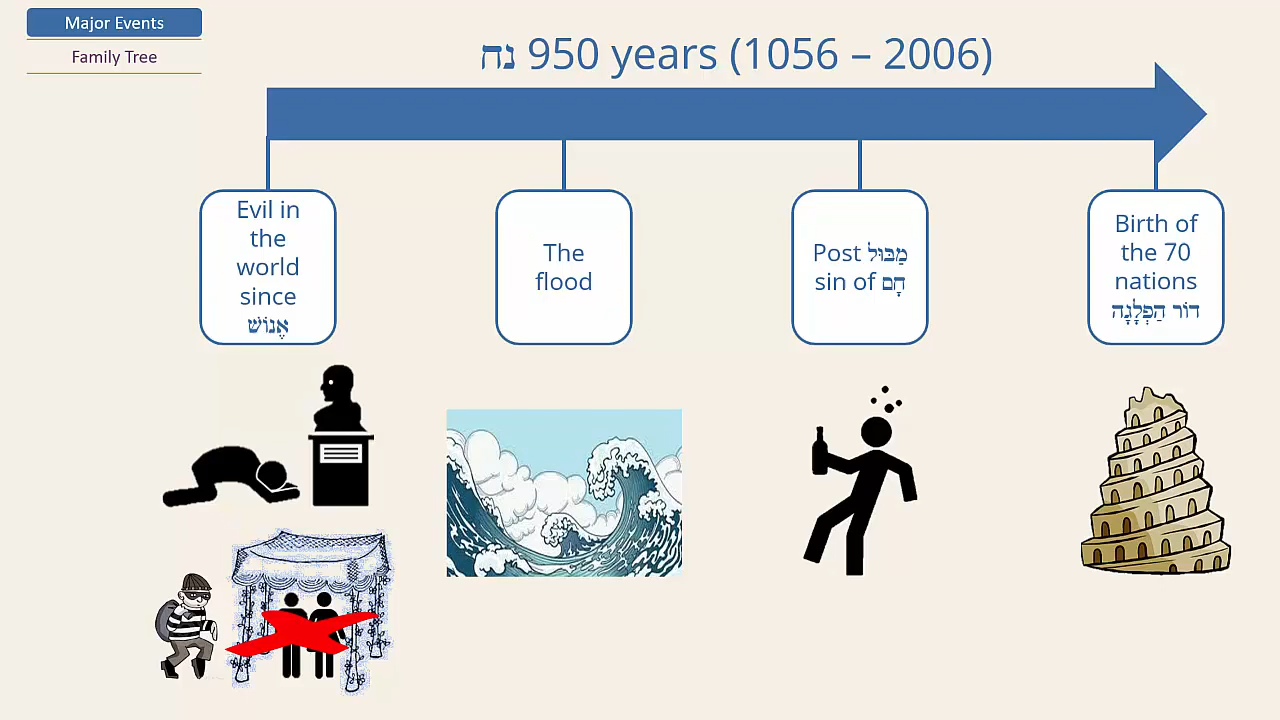 Major Events
Family Tree
נח 950 years (1056 – 2006)
Evil in
the
world
since
אֱנוֹשׁ
The
flood
Post מַבּוּל
sin of חָם
Birth of
the 70
nations
דוֹר הַפְלָגָה